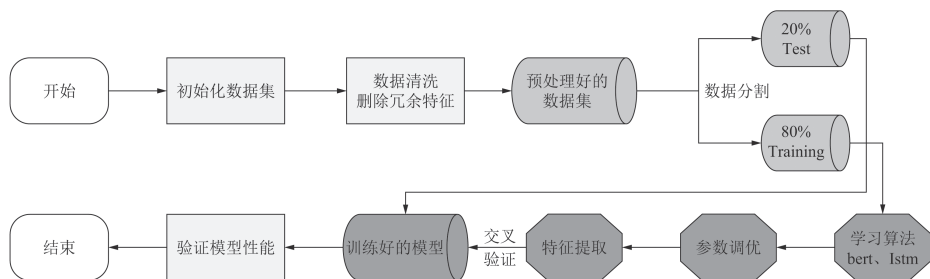 开始
初始化数据集
数据清洗
删除冗余特征
预处理好的
数据集
数据分割
20%
Test
80%
Training
学习算法
bert、Istm
参数调优
特征提取
交叉
验证
训练好的模型
验证模型性能
结束